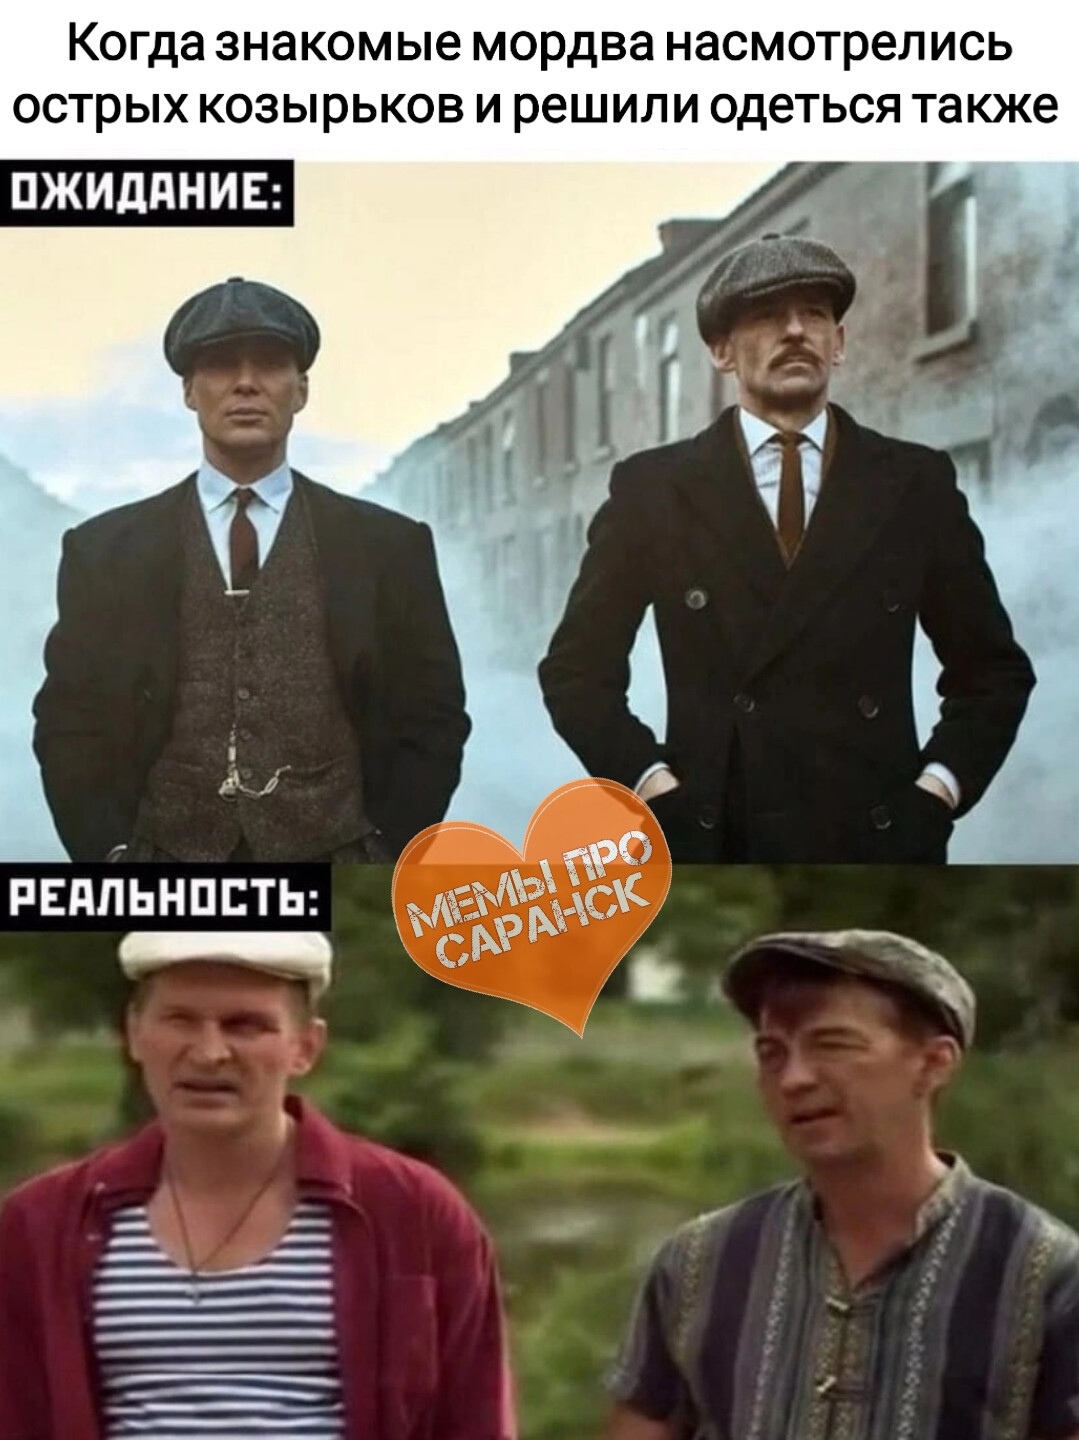 Когда знакомые мордва насмотрелись
острых козырьков и решили одеться также
ОЖИДАНИЕ:
РЕАЛЬНОСТЬ:
МЕМЫ ПРО
САРАНСК